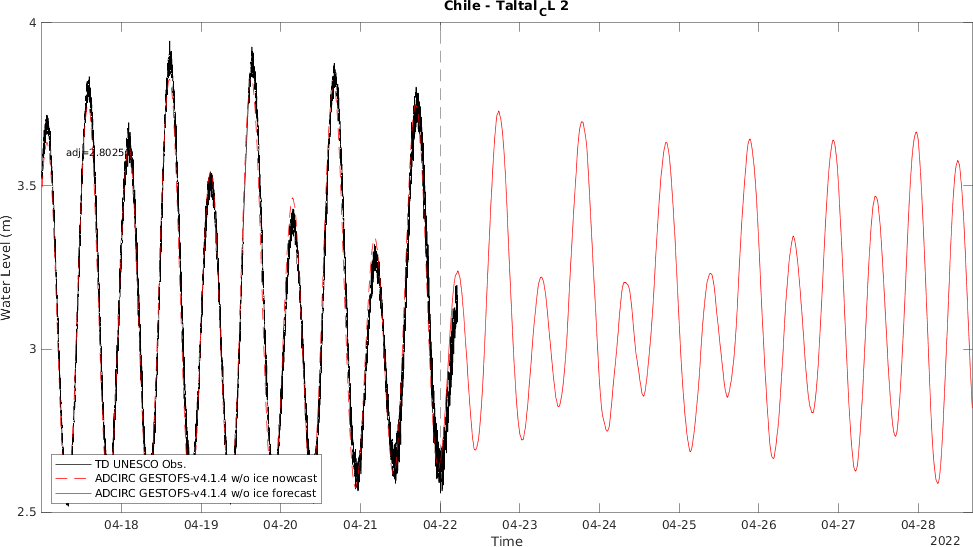 Chile - Taltal CL 2
4
3.5
3
2.5
Water Level (m)
adj=2.8025
TD UNESCO Obs.
ADCIRC GESTOFS-v4.1.4 w/o ice nowcast
ADCIRC GESTOFS-v4.1.4 w/o ice forecast
04-18 04-19 04-20 04-21 04-22 04-23 04-24 04-25 04-26 04-27 04-28
Time
2022